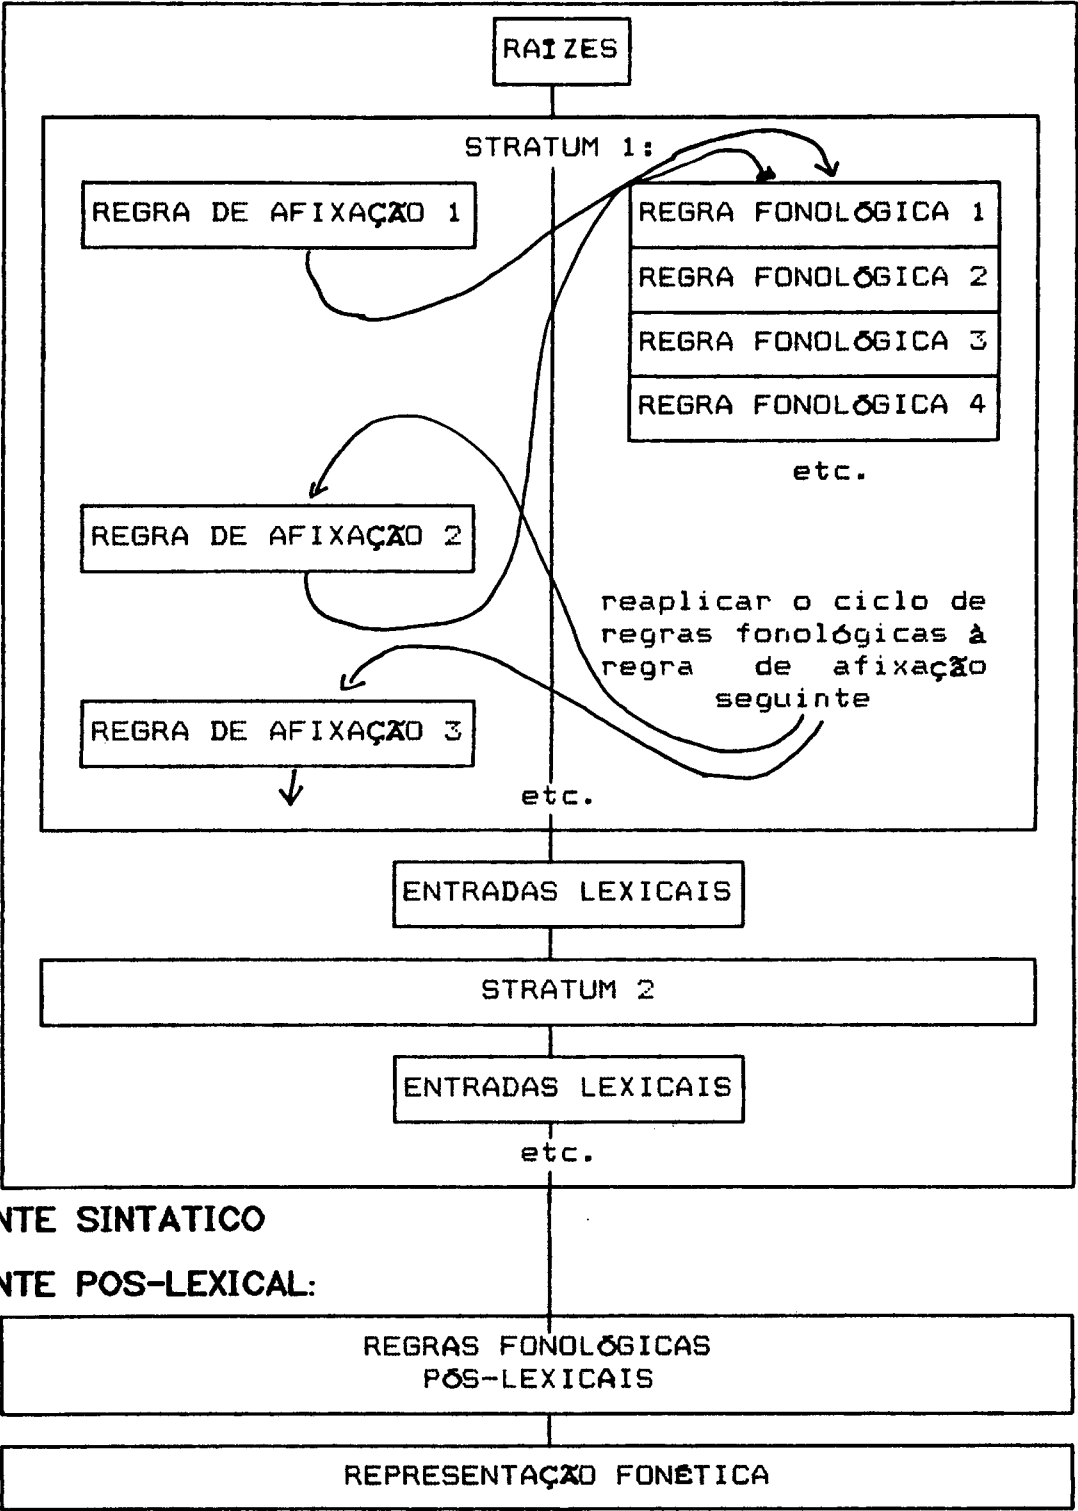 RAIZES
STRATUM 1:
REGRA DE AFIXAÇÃO 1
REGRA FONOLÓGICA 1
REGRA FONOLÓGICA 2
REGRA FONOLÓGICA 3
REGRA FONOLÓGICA 4
etc.
REGRA DE AFIXAÇÃO 2
reaplicar o ciclo de
regras fonológicas à
regra de afixação
seguinte
REGRA DE AFIXAÇÃO 3
etc.
ENTRADAS LEXICAIS
STRATUM 2
ENTRADAS LEXICAIS
etc.
NTE SINTATICO
NTE POS-LEXICAL:
REGRAS FONOLÓGICAS
PÓS-LEXICAIS
REPRESENTAÇÃO FONÉTICA